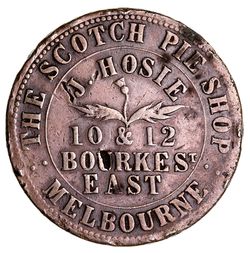 THE SCOTCH PIE SHOP
J. HOSIE
10 & 12
BOURKE ST.
EAST
MELBOURNE